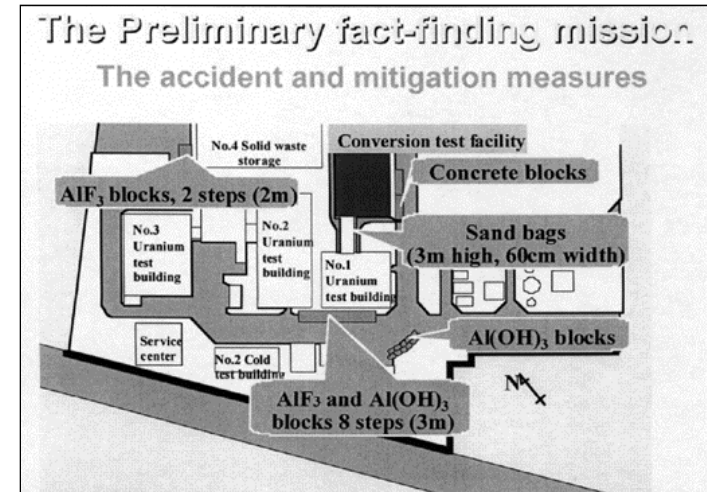 The Preliminary fact-finding mission
The accident and mitigation measures
No.4 Solid waste
storage
Conversion test facility
Concrete blocks
AlF₃ blocks, 2 steps (2m)
No.3
Uranium
test
building
No.2
Uranium
test
building
Sand bags
(3m high, 60cm width)
No.1
Uranium
test building
Service
center
No.2 Cold
test building
Al(OH)₃ blocks
N
AlF₃ and Al(OH)₃
blocks 8 steps (3m)